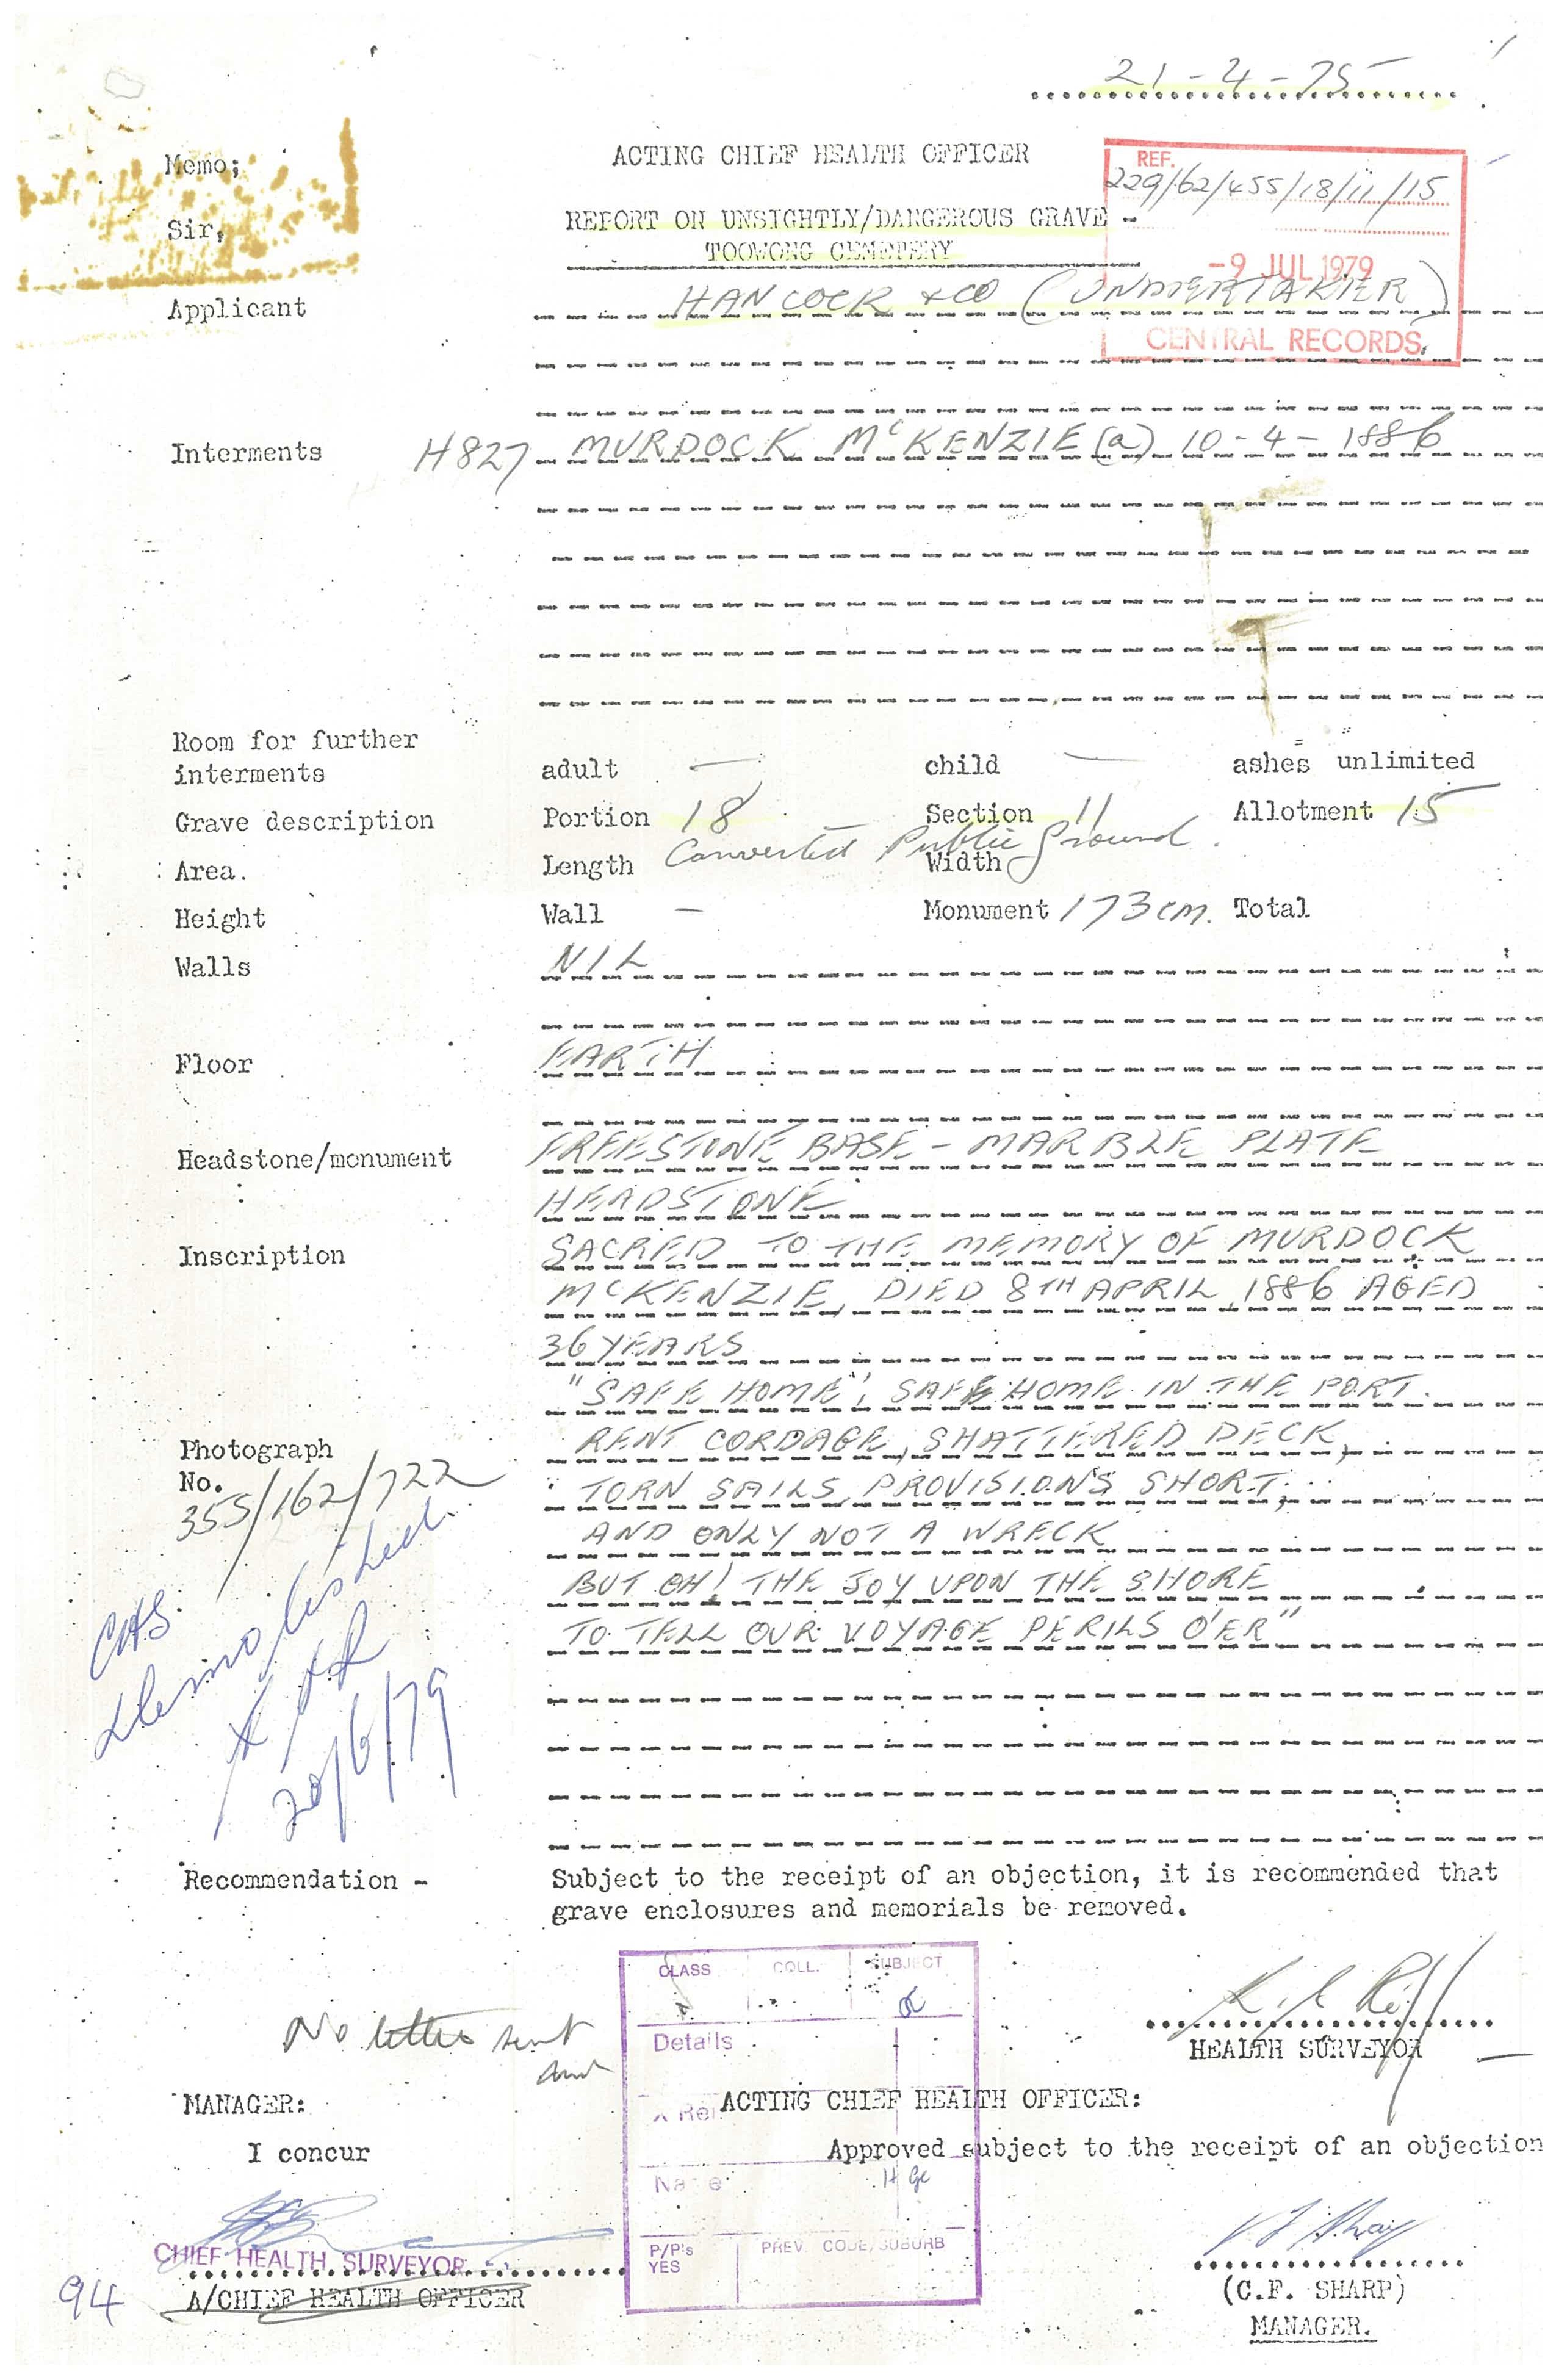 21-4-75
Memo;
ACTING CHIEF HEALTH OFFICER
REF.
229/62/455/18/11/15
Sir,
REPORT ON UNSIGHTLY/DANGEROUS GRAVE -
TOOWONG CEMETERY
-9 JUL 1979
CENTRAL RECORDS.
Applicant HANCOCK & CO (UNDERTAKER)
Interments H827 MURDOCK McKENZIE (a) 10-4-1886
Room for further
interments adult — child — ashes unlimited
Grave description Portion 18 Section 11 Allotment 15
Area. Length Converted Public Ground. Width
Height Wall — Monument 173cm. Total
Walls NIL
Floor EARTH
Headstone/monument FREESTONE BASE - MARBLE PLATE
HEADSTONE
Inscription SACRED TO THE MEMORY OF MURDOCK
McKENZIE, DIED 8TH APRIL, 1886 AGED
36 YEARS
"SAFE HOME", SAFE HOME IN THE PORT.
RENT CORDAGE, SHATTERED DECK,
TORN SAILS, PROVISIONS SHORT,
AND ONLY NOT A WRECK
BUT OH! THE JOY UPON THE SHORE
TO TELL OUR VOYAGE PERILS O'ER"
Photograph
No.
355/162/722
CHS.
Demolished
20/6/79
Recommendation - Subject to the receipt of an objection, it is recommended that
grave enclosures and memorials be removed.
CLASS COLL. SUBJECT
Details
X Ref
Name
P/P's
YES
PREV. CODE/SUBURB
No letter sent
HEALTH SURVEYOR
MANAGER:
ACTING CHIEF HEALTH OFFICER:
I concur
Approved subject to the receipt of an objection
CHIEF HEALTH SURVEYOR
A/CHIEF HEALTH OFFICER
94
(C.F. SHARP)
MANAGER.